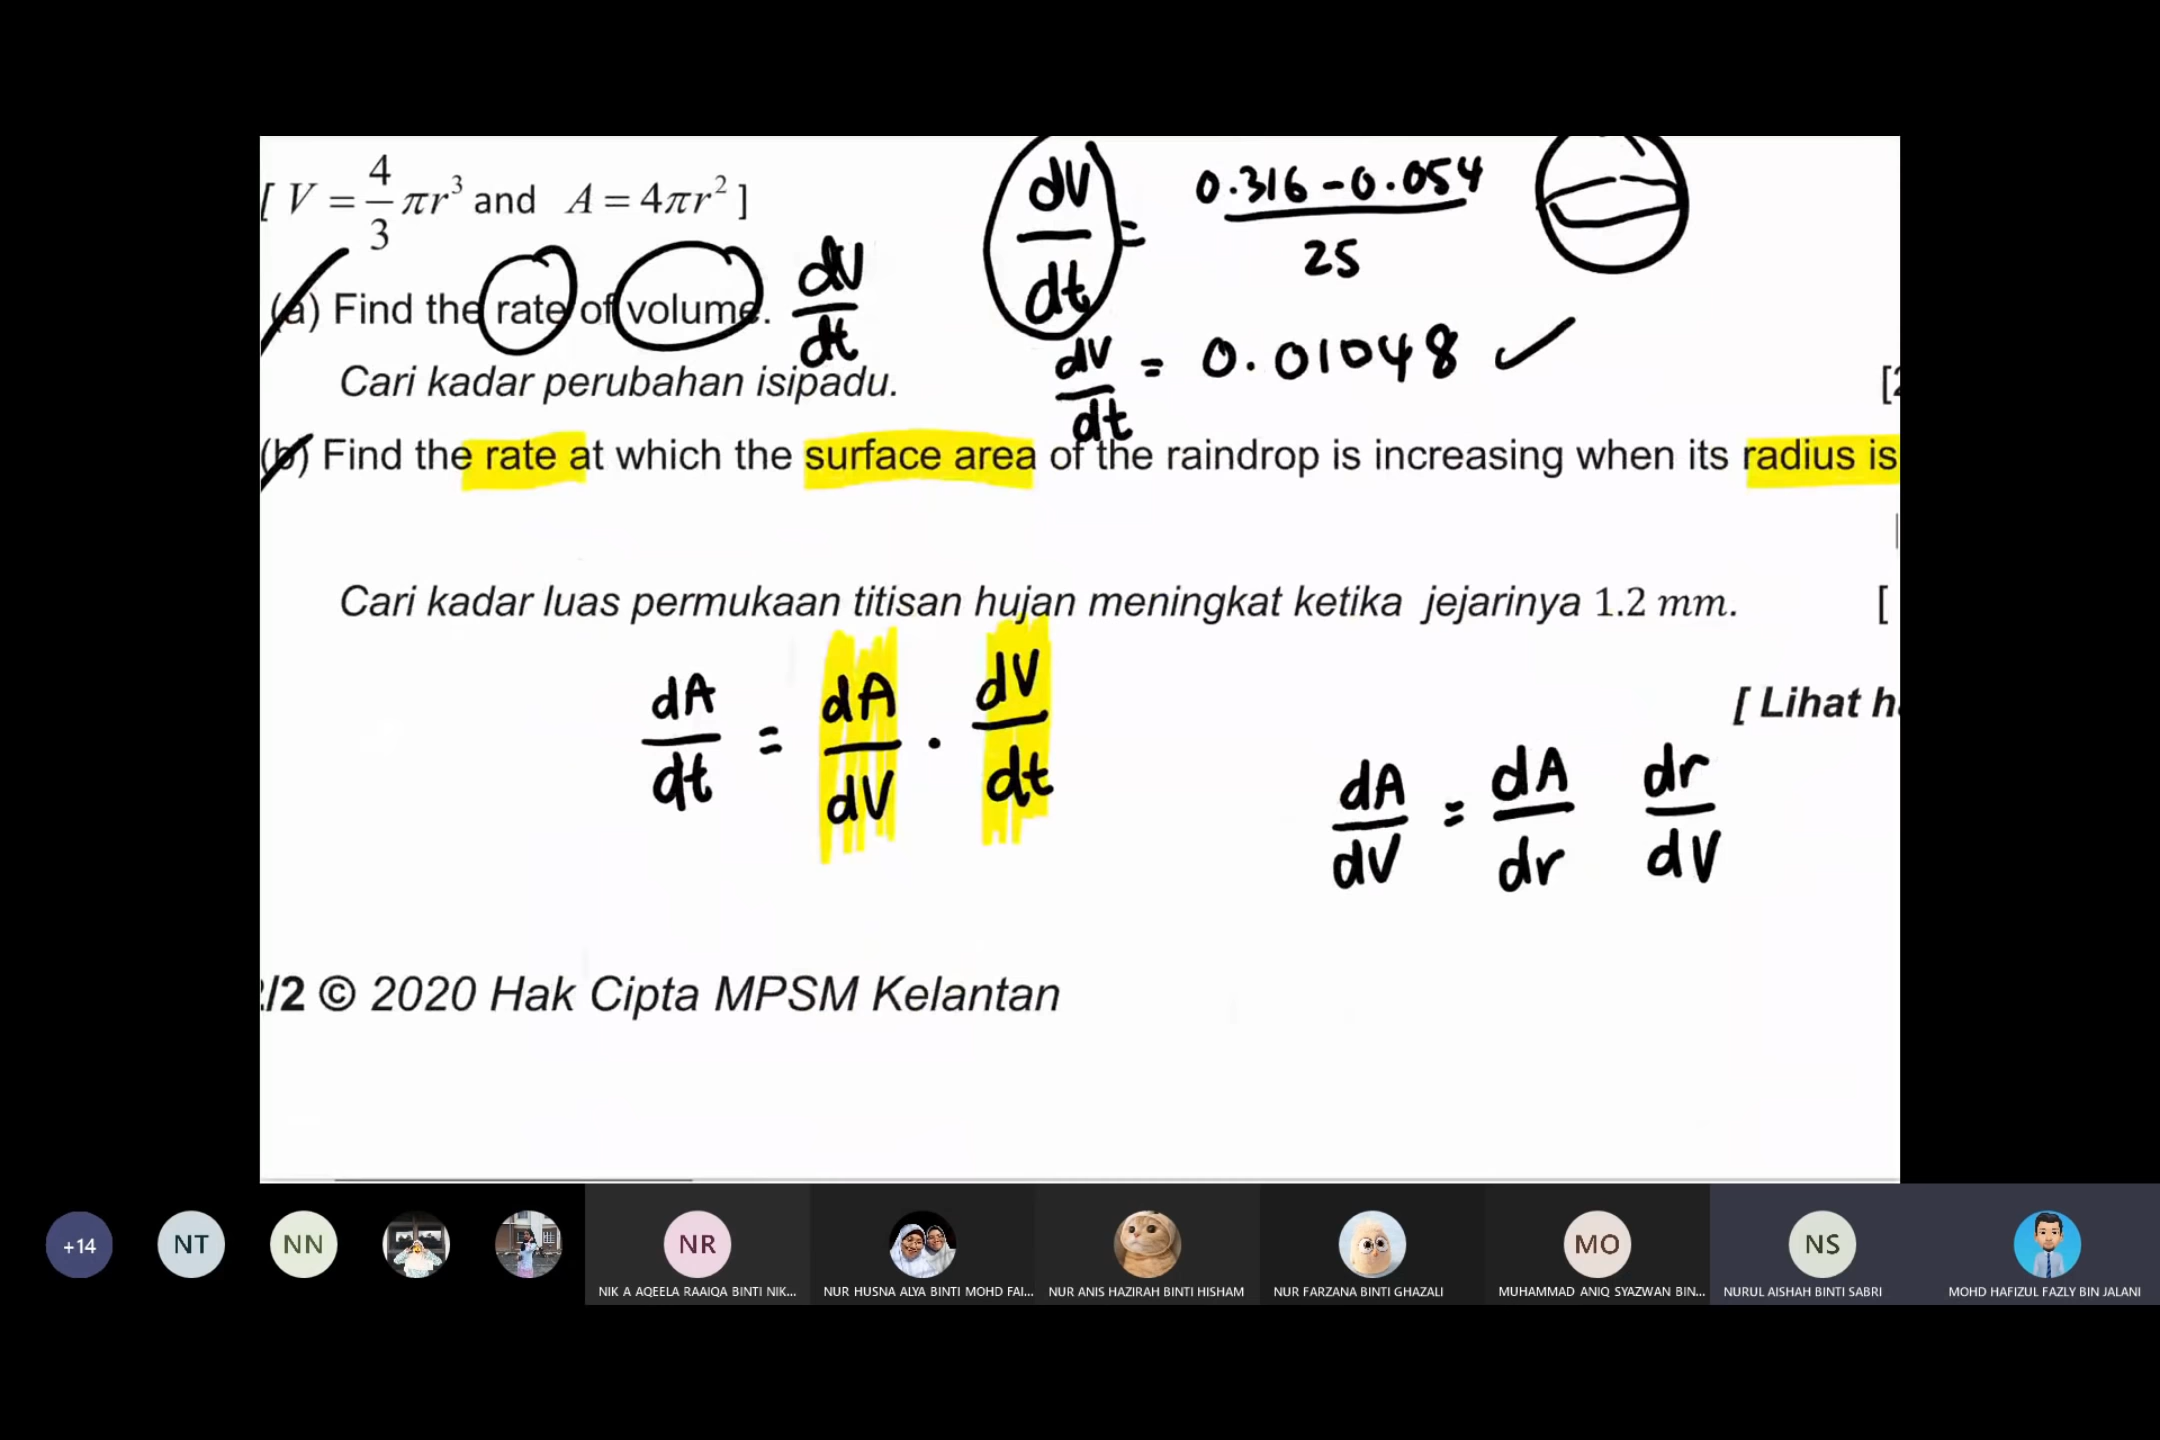 [ V = 4/3 πr³ and A = 4πr² ]
dV/dt = 0.316 - 0.054 / 25
(a) Find the rate of volume. dV/dt
dV/dt = 0.01048 ✓
Cari kadar perubahan isipadu.
[2
(b) Find the rate at which the surface area of the raindrop is increasing when its radius is
Cari kadar luas permukaan titisan hujan meningkat ketika jejarinya 1.2 mm. [
dA/dt = dA/dV · dV/dt
[ Lihat h
dA/dV = dA/dr dr/dV
/2 © 2020 Hak Cipta MPSM Kelantan
+14
NT
NN
NR
MO
NS
NIK A AQEELA RAAIQA BINTI NIK...
NUR HUSNA ALYA BINTI MOHD FAI...
NUR ANIS HAZIRAH BINTI HISHAM
NUR FARZANA BINTI GHAZALI
MUHAMMAD ANIQ SYAZWAN BIN...
NURUL AISHAH BINTI SABRI
MOHD HAFIZUL FAZLY BIN JALANI